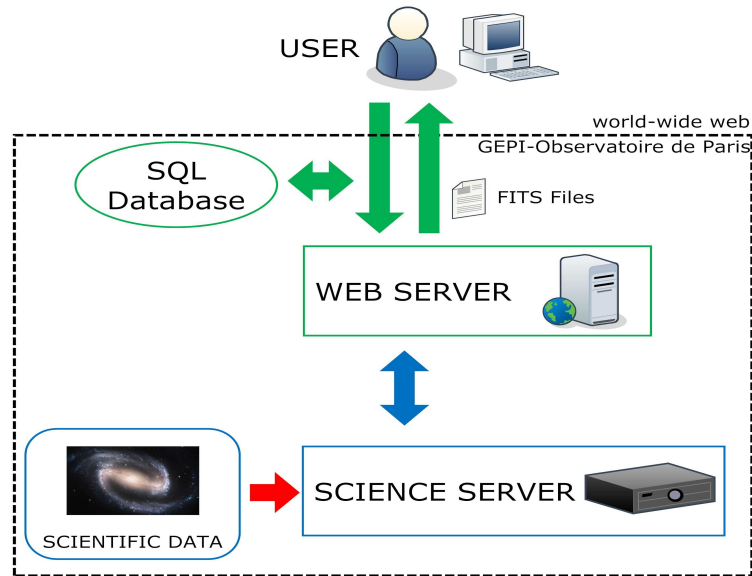 USER
world-wide web
GEPI-Observatoire de Paris
SQL
Database
FITS Files
WEB SERVER
SCIENCE SERVER
SCIENTIFIC DATA